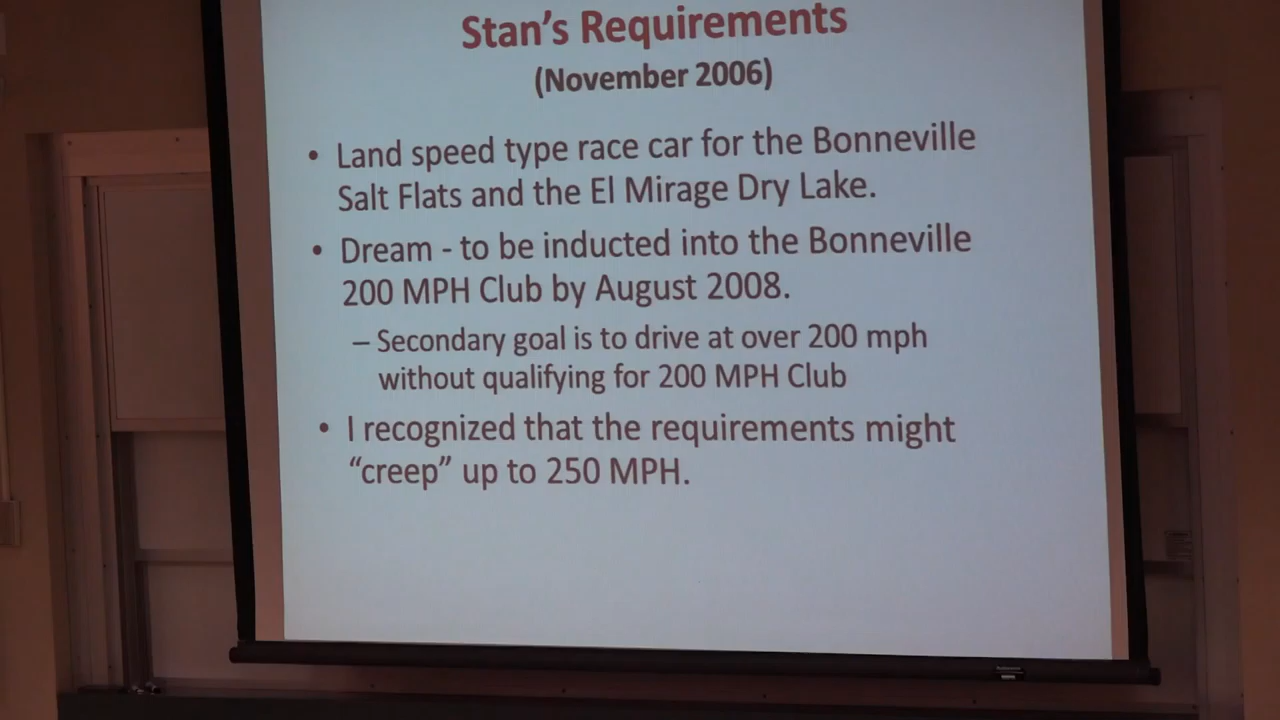 Stan's Requirements
(November 2006)
• Land speed type race car for the Bonneville
Salt Flats and the El Mirage Dry Lake.
• Dream - to be inducted into the Bonneville
200 MPH Club by August 2008.
– Secondary goal is to drive at over 200 mph
without qualifying for 200 MPH Club
• I recognized that the requirements might
“creep” up to 250 MPH.